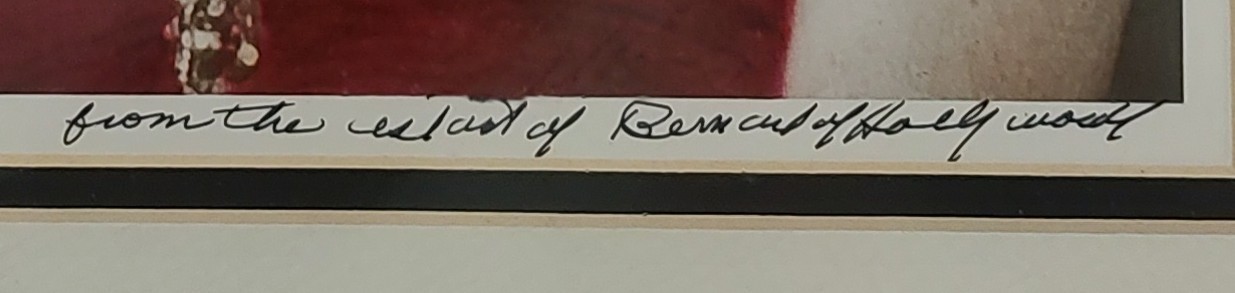 from the estate of Bernard of Hollywood